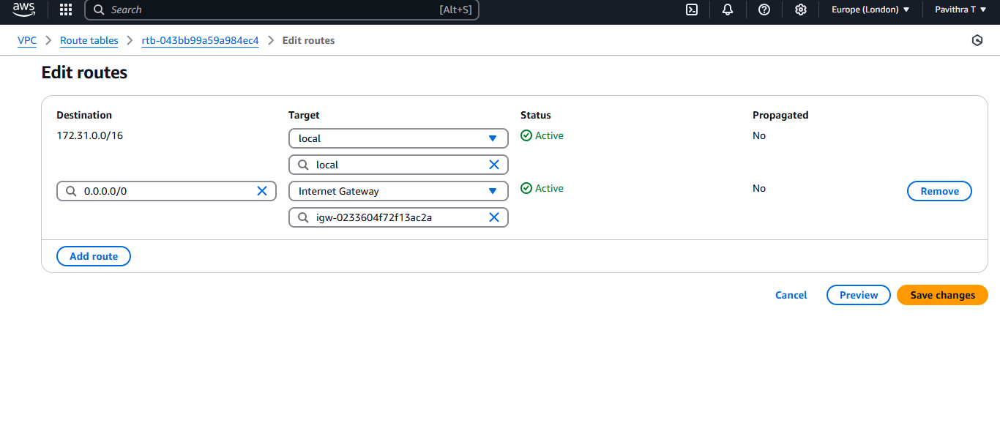 aws
Search [Alt+S] Europe (London) Pavithra T
VPC Route tables rtb-043bb99a59a984ec4 Edit routes
Edit routes
Destination Target Status Propagated
172.31.0.0/16 local Active No
local
0.0.0.0/0 Internet Gateway Active No Remove
igw-0233604f72f13ac2a
Add route
Cancel Preview Save changes